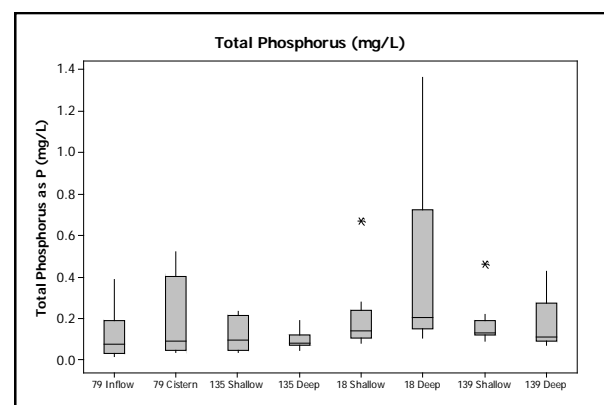 Total Phosphorus (mg/L)
Total Phosphorus as P (mg/L)
1.4
1.2
1.0
0.8
0.6
0.4
0.2
0.0
79 Inflow 79 Cistern 135 Shallow 135 Deep 18 Shallow 18 Deep 139 Shallow 139 Deep